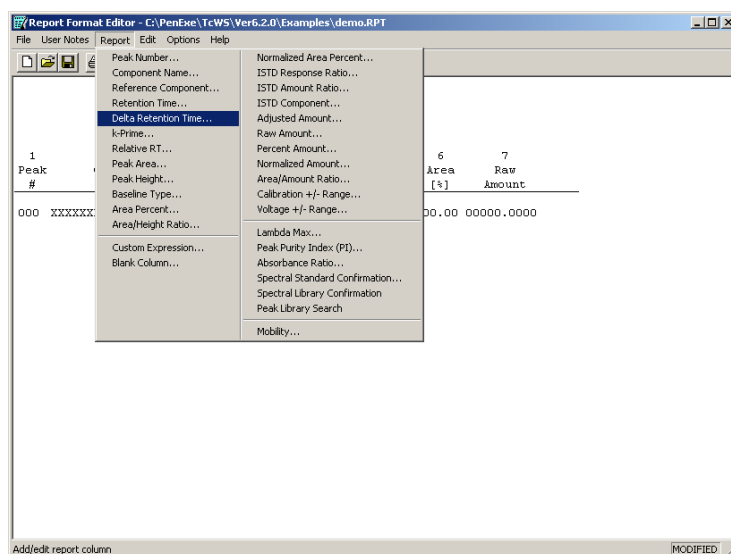 Report Format Editor - C:\PenExe\TcWS\Ver6.2.0\Examples\demo.RPT
File User Notes Report Edit Options Help
Peak Number...
Component Name...
Reference Component...
Retention Time...
Delta Retention Time...
k-Prime...
Relative RT...
Peak Area...
Peak Height...
Baseline Type...
Area Percent...
Area/Height Ratio...
Custom Expression...
Blank Column...
Normalized Area Percent...
ISTD Response Ratio...
ISTD Amount Ratio...
ISTD Component...
Adjusted Amount...
Raw Amount...
Percent Amount...
Normalized Amount...
Area/Amount Ratio...
Calibration +/- Range...
Voltage +/- Range...
Lambda Max...
Peak Purity Index (PI)...
Absorbance Ratio...
Spectral Standard Confirmation...
Spectral Library Confirmation
Peak Library Search
Mobility...
1 6 7
Peak Area Raw
# [%] Amount
000 XXXXXX 00.00 00000.0000
Add/edit report column MODIFIED